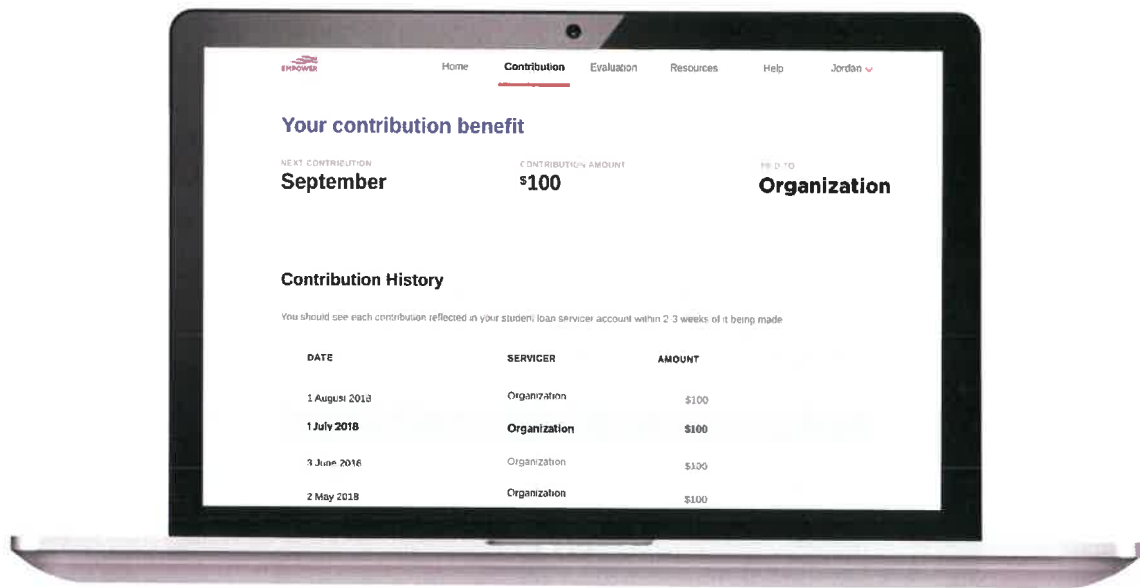 EMPOWER
Home Contribution Evaluation Resources Help Jordan
Your contribution benefit
NEXT CONTRIBUTION CONTRIBUTION AMOUNT PAID TO
September $100 Organization
Contribution History
You should see each contribution reflected in your student loan servicer account within 2-3 weeks of it being made
DATE SERVICER AMOUNT
1 August 2018 Organization $100
1 July 2018 Organization $100
3 June 2018 Organization $100
2 May 2018 Organization $100